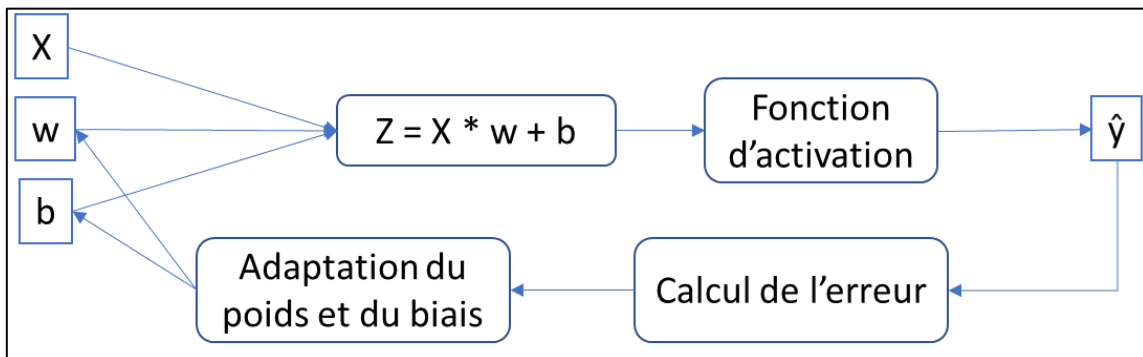 X
w
b
Z = X * w + b
Fonction
d’activation
ŷ
Adaptation du
poids et du biais
Calcul de l’erreur